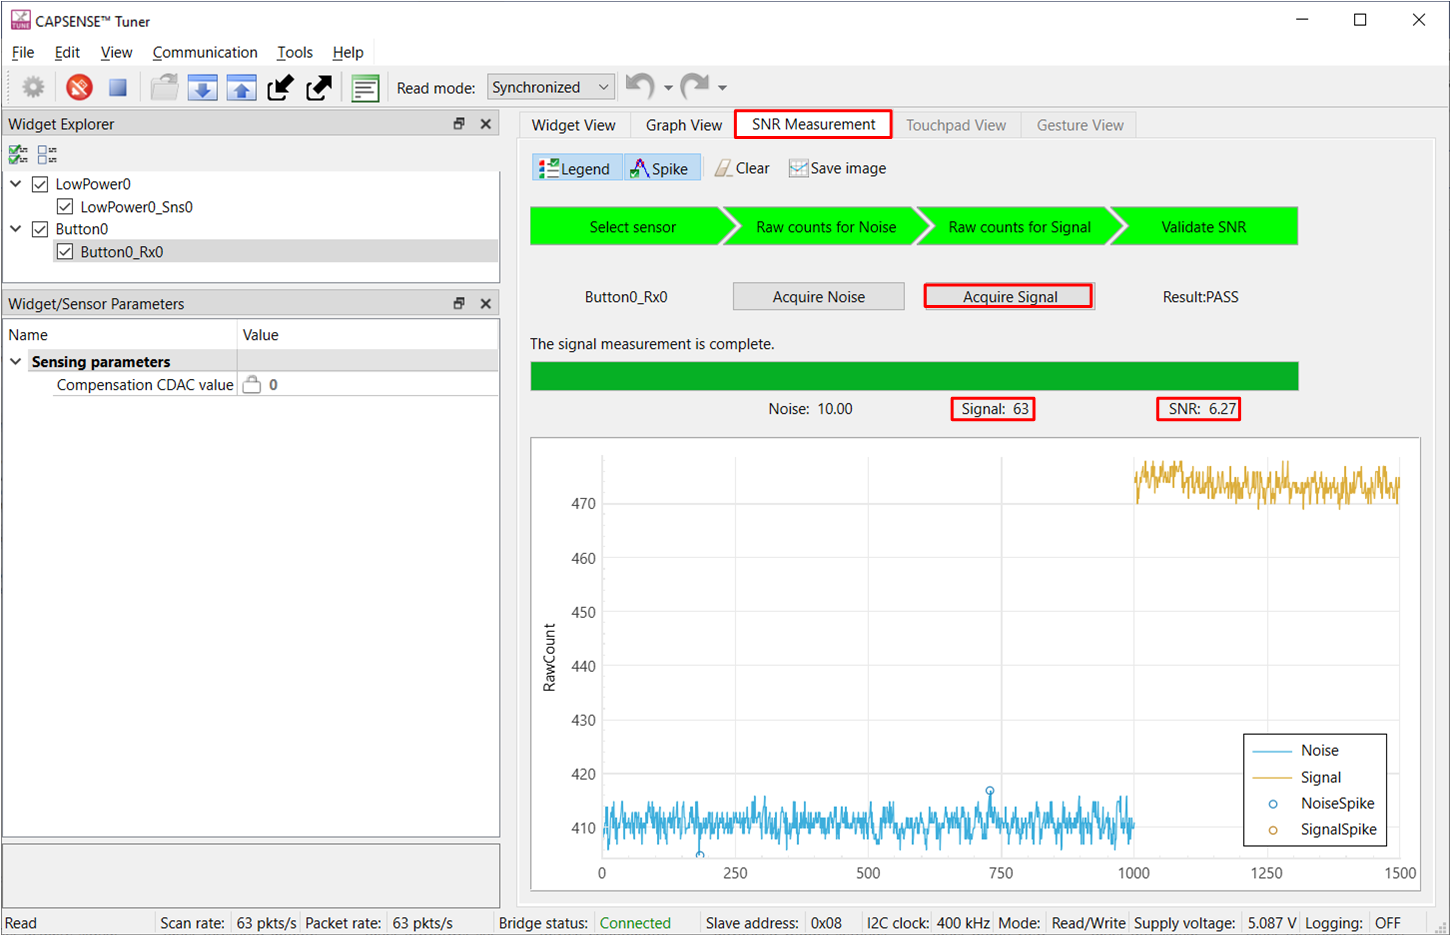 CAPSENSE™ Tuner
File Edit View Communication Tools Help
Read mode: Synchronized
Widget Explorer
LowPower0
LowPower0_Sns0
Button0
Button0_Rx0
Widget/Sensor Parameters
Name Value
Sensing parameters
Compensation CDAC value 0
Widget View Graph View SNR Measurement Touchpad View Gesture View
Legend Spike Clear Save image
Select sensor Raw counts for Noise Raw counts for Signal Validate SNR
Button0_Rx0 Acquire Noise Acquire Signal Result:PASS
The signal measurement is complete.
Noise: 10.00 Signal: 63 SNR: 6.27
RawCount
470
460
450
440
430
420
410
0 250 500 750 1000 1250 1500
Noise
Signal
NoiseSpike
SignalSpike
Read Scan rate: 63 pkts/s Packet rate: 63 pkts/s Bridge status: Connected Slave address: 0x08 I2C clock: 400 kHz Mode: Read/Write Supply voltage: 5.087 V Logging: OFF